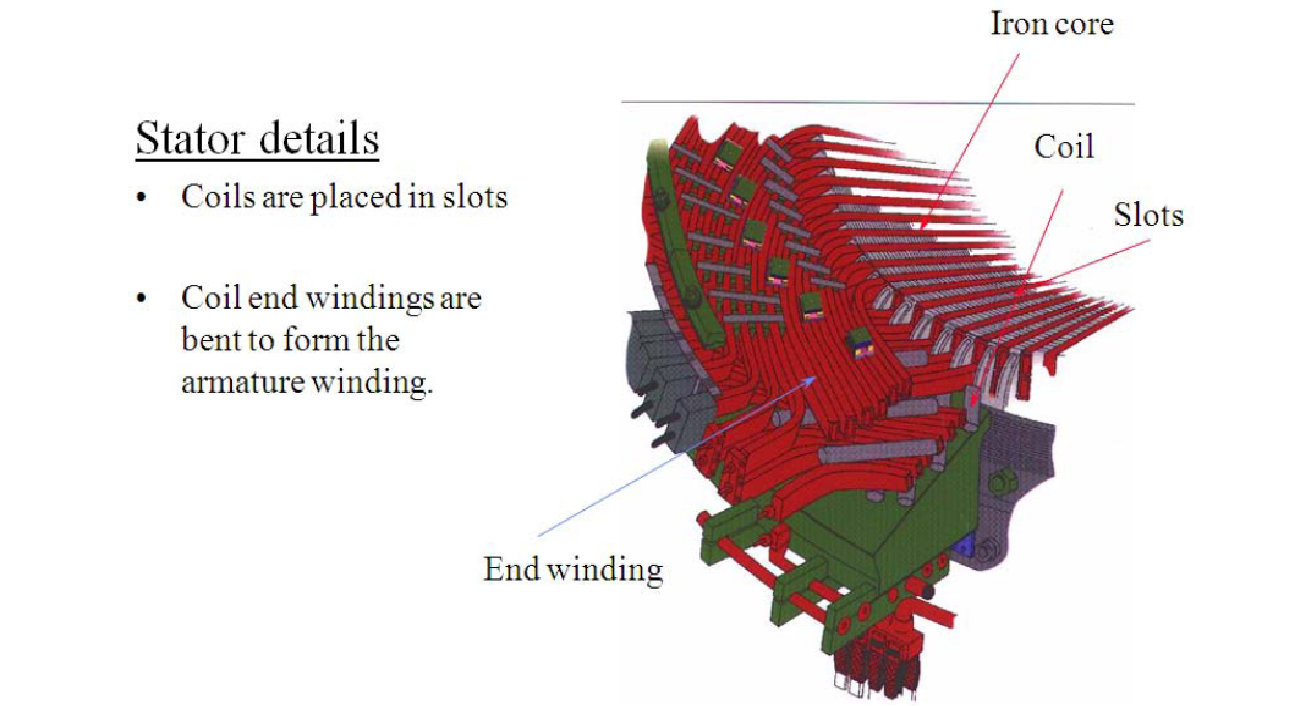 Iron core
Stator details
Coil
• Coils are placed in slots
Slots
• Coil end windings are
bent to form the
armature winding.
End winding